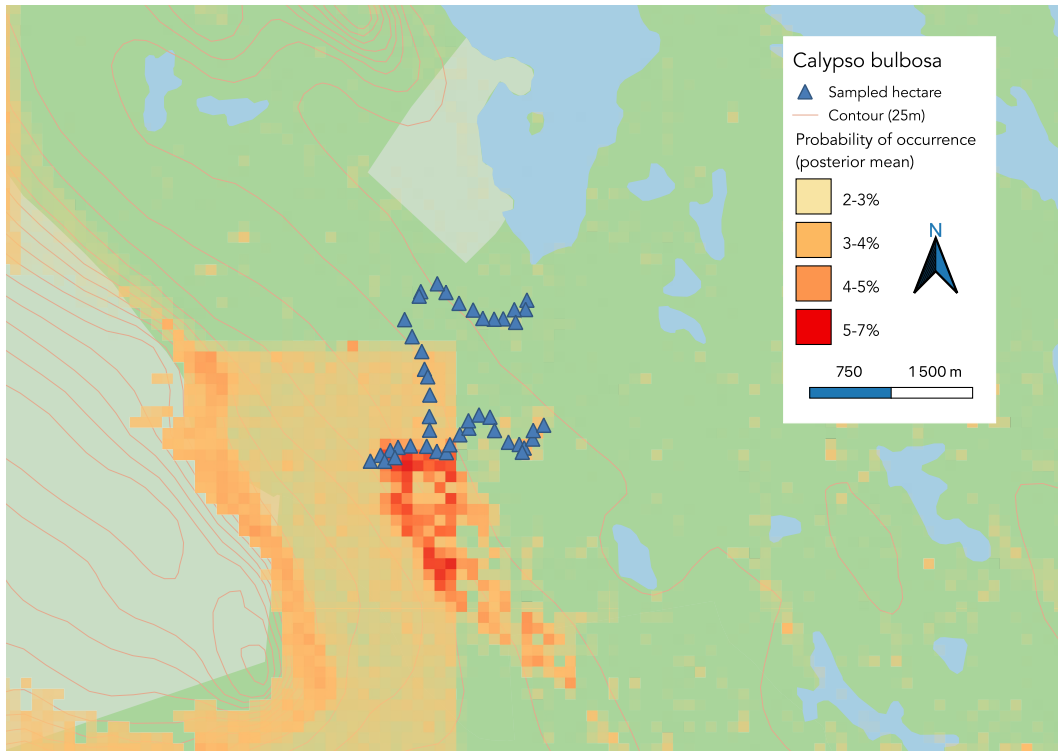 Calypso bulbosa
Sampled hectare
Contour (25m)
Probability of occurrence
(posterior mean)
2-3%
3-4%
4-5%
5-7%
N
750 1 500 m